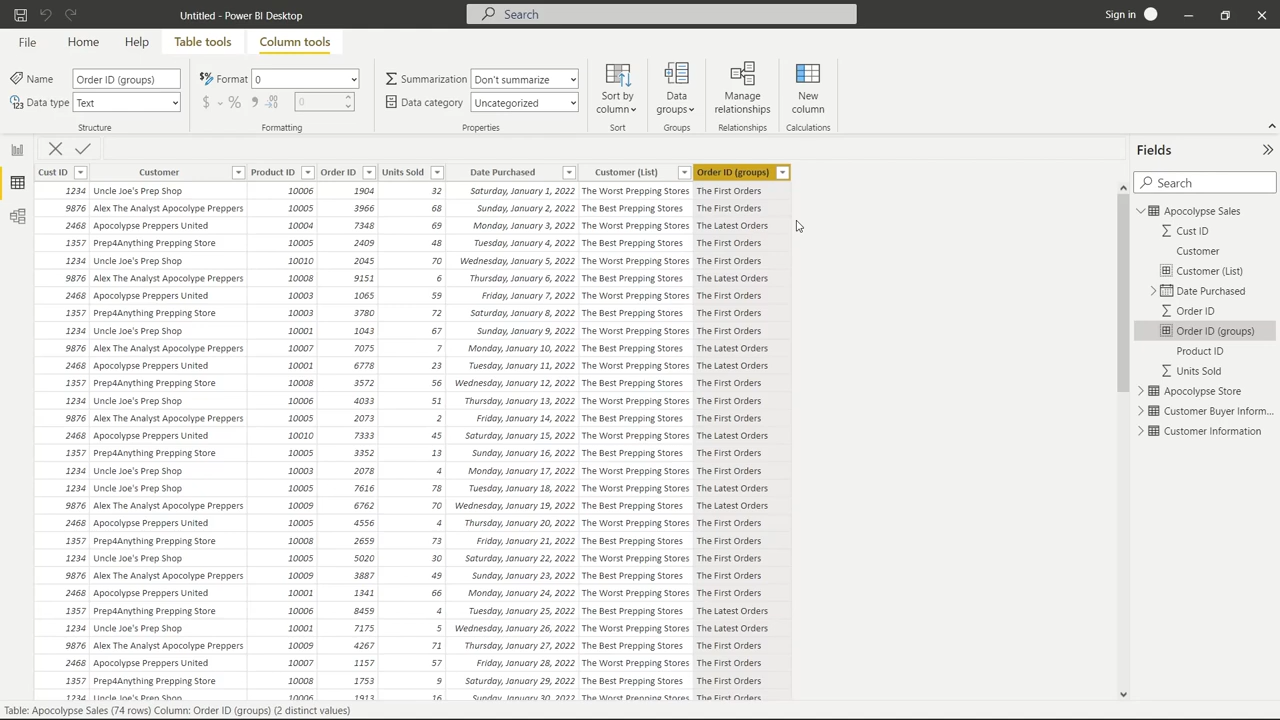 Untitled - Power BI Desktop
Search
Sign in
File Home Help Table tools Column tools
Name Order ID (groups) Format 0 Summarization Don't summarize
Data type Text $ % 0 Data category Uncategorized
Sort by column
Data groups
Manage relationships
New column
Structure Formatting Properties Sort Groups Relationships Calculations
Cust ID Customer Product ID Order ID Units Sold Date Purchased Customer (List) Order ID (groups)
1234 Uncle Joe's Prep Shop 10006 1904 32 Saturday, January 1, 2022 The Worst Prepping Stores The First Orders
9876 Alex The Analyst Apocolype Preppers 10005 3966 68 Sunday, January 2, 2022 The Best Prepping Stores The First Orders
2468 Apocolypse Preppers United 10004 7348 69 Monday, January 3, 2022 The Worst Prepping Stores The Latest Orders
1357 Prep4Anything Prepping Store 10005 2409 48 Tuesday, January 4, 2022 The Best Prepping Stores The First Orders
1234 Uncle Joe's Prep Shop 10010 2045 70 Wednesday, January 5, 2022 The Worst Prepping Stores The First Orders
9876 Alex The Analyst Apocolype Preppers 10008 9151 6 Thursday, January 6, 2022 The Best Prepping Stores The Latest Orders
2468 Apocolypse Preppers United 10003 1065 59 Friday, January 7, 2022 The Worst Prepping Stores The First Orders
1357 Prep4Anything Prepping Store 10003 3780 72 Saturday, January 8, 2022 The Best Prepping Stores The First Orders
1234 Uncle Joe's Prep Shop 10001 1043 67 Sunday, January 9, 2022 The Worst Prepping Stores The First Orders
9876 Alex The Analyst Apocolype Preppers 10007 7075 7 Monday, January 10, 2022 The Best Prepping Stores The Latest Orders
2468 Apocolypse Preppers United 10001 6778 23 Tuesday, January 11, 2022 The Worst Prepping Stores The Latest Orders
1357 Prep4Anything Prepping Store 10008 3572 56 Wednesday, January 12, 2022 The Best Prepping Stores The First Orders
1234 Uncle Joe's Prep Shop 10006 4033 51 Thursday, January 13, 2022 The Worst Prepping Stores The First Orders
9876 Alex The Analyst Apocolype Preppers 10005 2073 2 Friday, January 14, 2022 The Best Prepping Stores The First Orders
2468 Apocolypse Preppers United 10010 7333 45 Saturday, January 15, 2022 The Worst Prepping Stores The Latest Orders
1357 Prep4Anything Prepping Store 10005 3352 13 Sunday, January 16, 2022 The Best Prepping Stores The First Orders
1234 Uncle Joe's Prep Shop 10003 2078 4 Monday, January 17, 2022 The Worst Prepping Stores The First Orders
1234 Uncle Joe's Prep Shop 10005 7616 78 Tuesday, January 18, 2022 The Worst Prepping Stores The Latest Orders
9876 Alex The Analyst Apocolype Preppers 10009 6762 70 Wednesday, January 19, 2022 The Best Prepping Stores The Latest Orders
2468 Apocolypse Preppers United 10005 4556 4 Thursday, January 20, 2022 The Worst Prepping Stores The First Orders
1357 Prep4Anything Prepping Store 10008 2659 73 Friday, January 21, 2022 The Best Prepping Stores The First Orders
1234 Uncle Joe's Prep Shop 10005 5020 30 Saturday, January 22, 2022 The Worst Prepping Stores The First Orders
9876 Alex The Analyst Apocolype Preppers 10009 3887 49 Sunday, January 23, 2022 The Best Prepping Stores The First Orders
2468 Apocolypse Preppers United 10001 1341 66 Monday, January 24, 2022 The Worst Prepping Stores The First Orders
1357 Prep4Anything Prepping Store 10006 8459 4 Tuesday, January 25, 2022 The Best Prepping Stores The Latest Orders
1234 Uncle Joe's Prep Shop 10001 7175 5 Wednesday, January 26, 2022 The Worst Prepping Stores The Latest Orders
9876 Alex The Analyst Apocolype Preppers 10009 4267 71 Thursday, January 27, 2022 The Best Prepping Stores The First Orders
2468 Apocolypse Preppers United 10007 1157 57 Friday, January 28, 2022 The Worst Prepping Stores The First Orders
1357 Prep4Anything Prepping Store 10008 1753 9 Saturday, January 29, 2022 The Best Prepping Stores The First Orders
1234 Uncle Joe's Prep Shop 10006 1913 16 Sunday, January 30, 2022 The Worst Prepping Stores The First Orders
Fields
Search
Apocolypse Sales
Cust ID
Customer
Customer (List)
Date Purchased
Order ID
Order ID (groups)
Product ID
Units Sold
Apocolypse Store
Customer Buyer Inform...
Customer Information
Table: Apocolypse Sales (74 rows) Column: Order ID (groups) (2 distinct values)